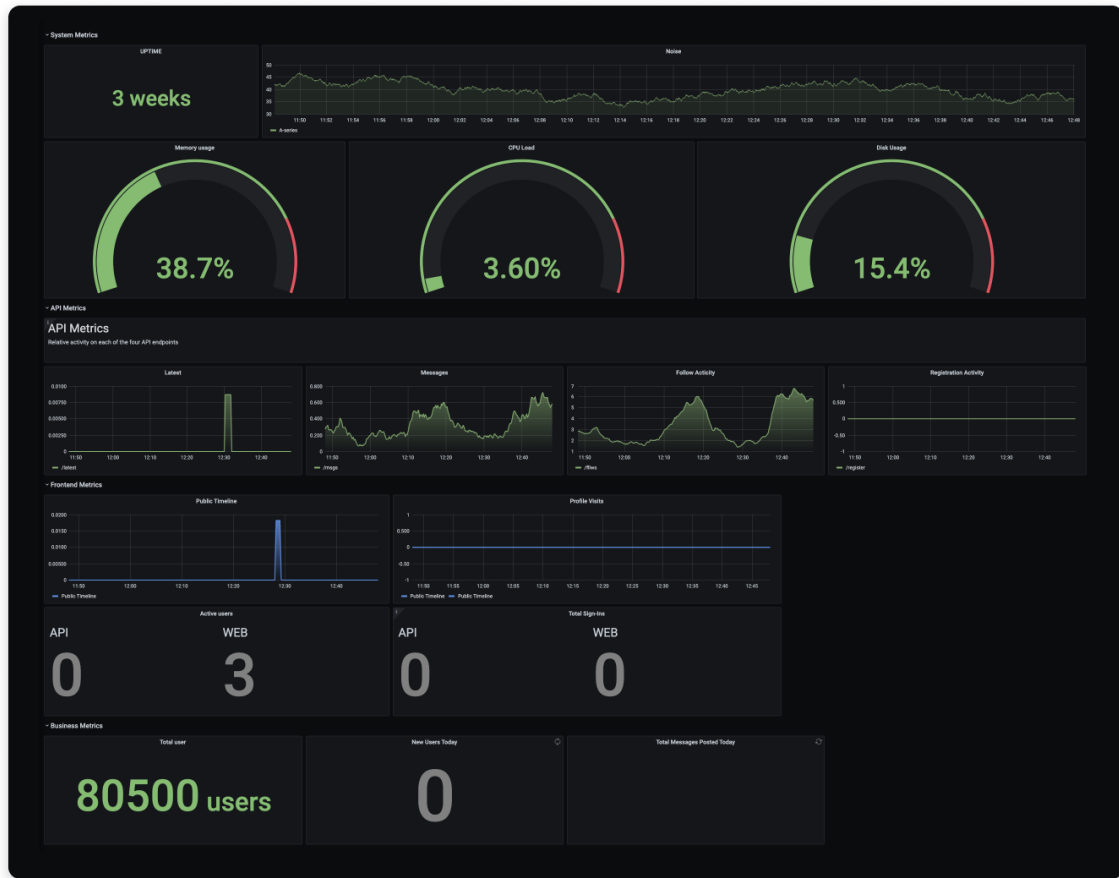 System Metrics
UPTIME
3 weeks
Noise
50
45
40
35
30
11:50 11:52 11:54 11:56 11:58 12:00 12:02 12:04 12:06 12:08 12:10 12:12 12:14 12:16 12:18 12:20 12:22 12:24 12:26 12:28 12:30 12:32 12:34 12:36 12:38 12:40 12:42 12:44 12:46 12:48
A-series
Memory usage
38.7%
CPU Load
3.60%
Disk Usage
15.4%
API Metrics
API Metrics
Relative activity on each of the four API endpoints
Latest
0.0100
0.00750
0.00500
0.00250
0
11:50 12:00 12:10 12:20 12:30 12:40
/latest
Messages
0.800
0.600
0.400
0.200
0
11:50 12:00 12:10 12:20 12:30 12:40
/msgs
Follow Activity
7
6
5
4
3
2
1
11:50 12:00 12:10 12:20 12:30 12:40
/fllws
Registration Activity
1
0.500
0
-0.50
-1
11:50 12:00 12:10 12:20 12:30 12:40
/register
Frontend Metrics
Public Timeline
0.0200
0.0150
0.0100
0.00500
0
11:50 12:00 12:10 12:20 12:30 12:40
Public Timeline
Profile Visits
1
0.500
0
-0.50
-1
11:50 11:55 12:00 12:05 12:10 12:15 12:20 12:25 12:30 12:35 12:40 12:45
Public Timeline Public Timeline
Active users
API WEB
0 3
Total Sign-Ins
API WEB
0 0
Business Metrics
Total user
80500 users
New Users Today
0
Total Messages Posted Today